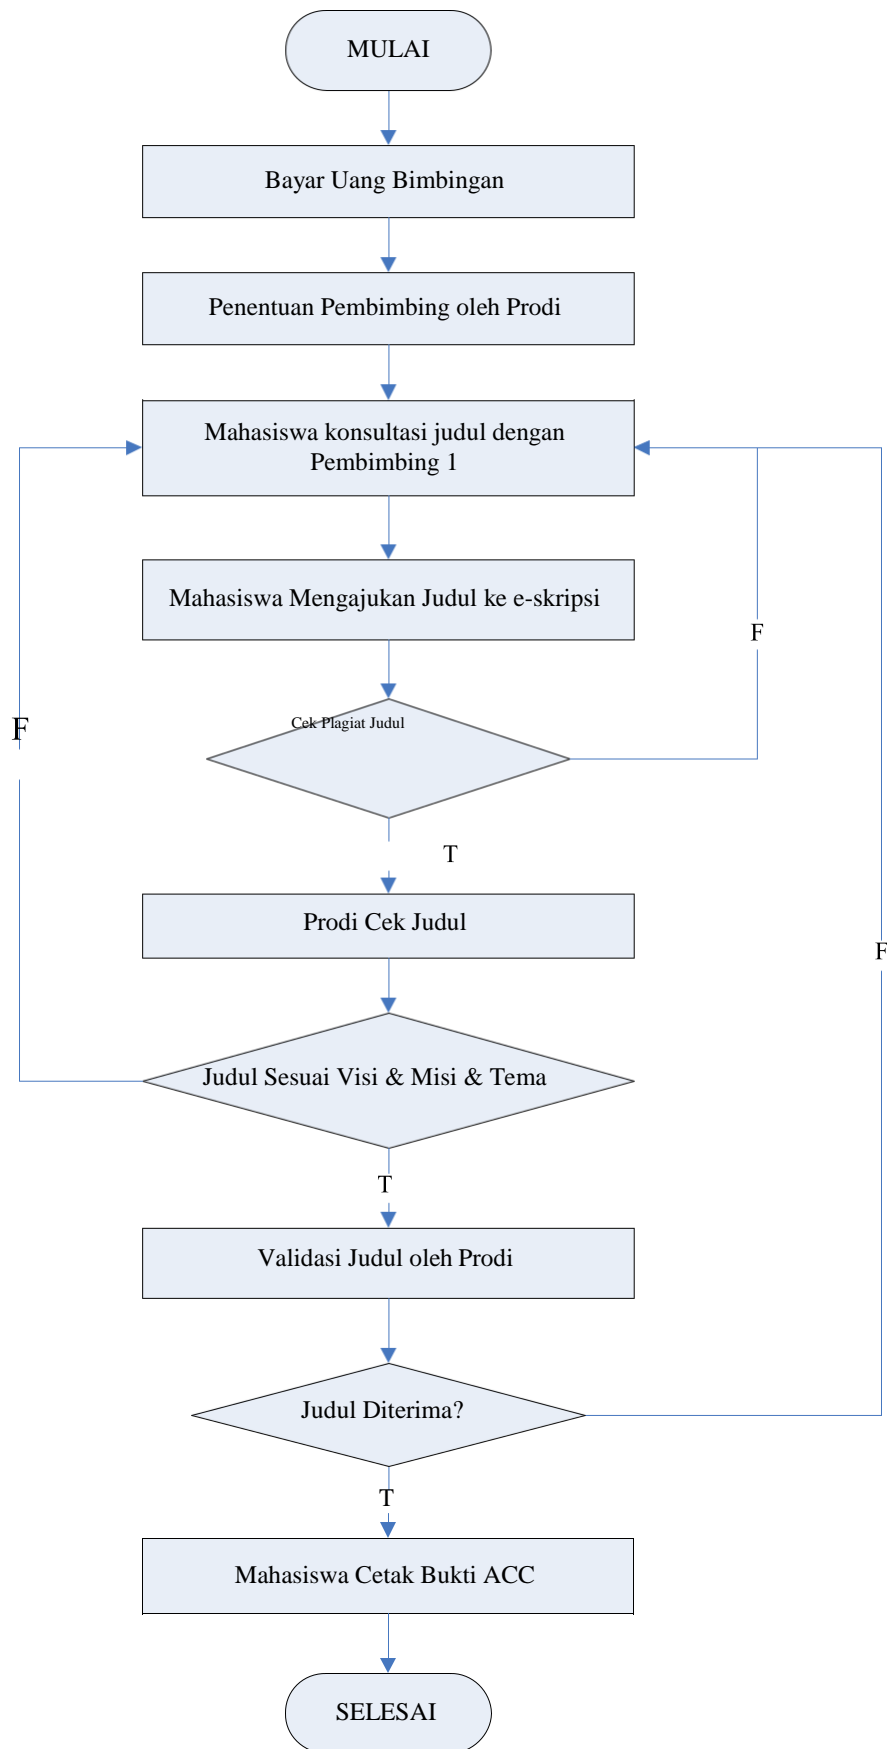 MULAI
Bayar Uang Bimbingan
Penentuan Pembimbing oleh Prodi
Mahasiswa konsultasi judul dengan
Pembimbing 1
Mahasiswa Mengajukan Judul ke e-skripsi
F
Cek Plagiat Judul
F
T
Prodi Cek Judul
F
Judul Sesuai Visi & Misi & Tema
T
Validasi Judul oleh Prodi
Judul Diterima?
T
Mahasiswa Cetak Bukti ACC
SELESAI